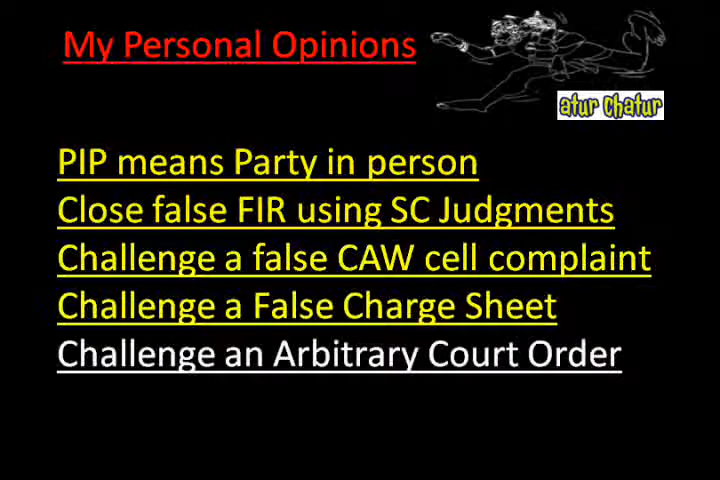 My Personal Opinions
atur chatur
PIP means Party in person
Close false FIR using SC Judgments
Challenge a false CAW cell complaint
Challenge a False Charge Sheet
Challenge an Arbitrary Court Order